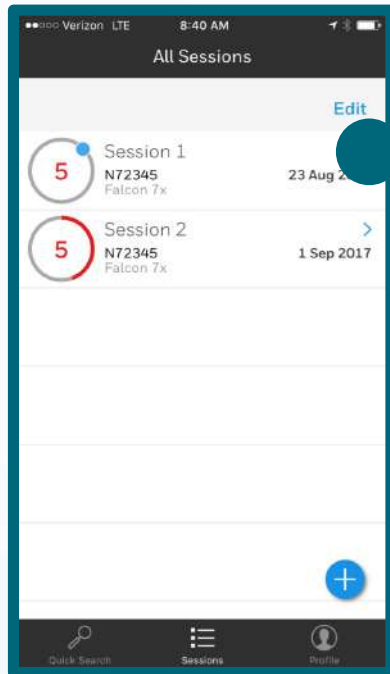 Verizon LTE 8:40 AM
All Sessions
Edit
5 Session 1
N72345 23 Aug
Falcon 7x
5 Session 2
N72345 1 Sep 2017
Falcon 7x
Quick Search Sessions Profile